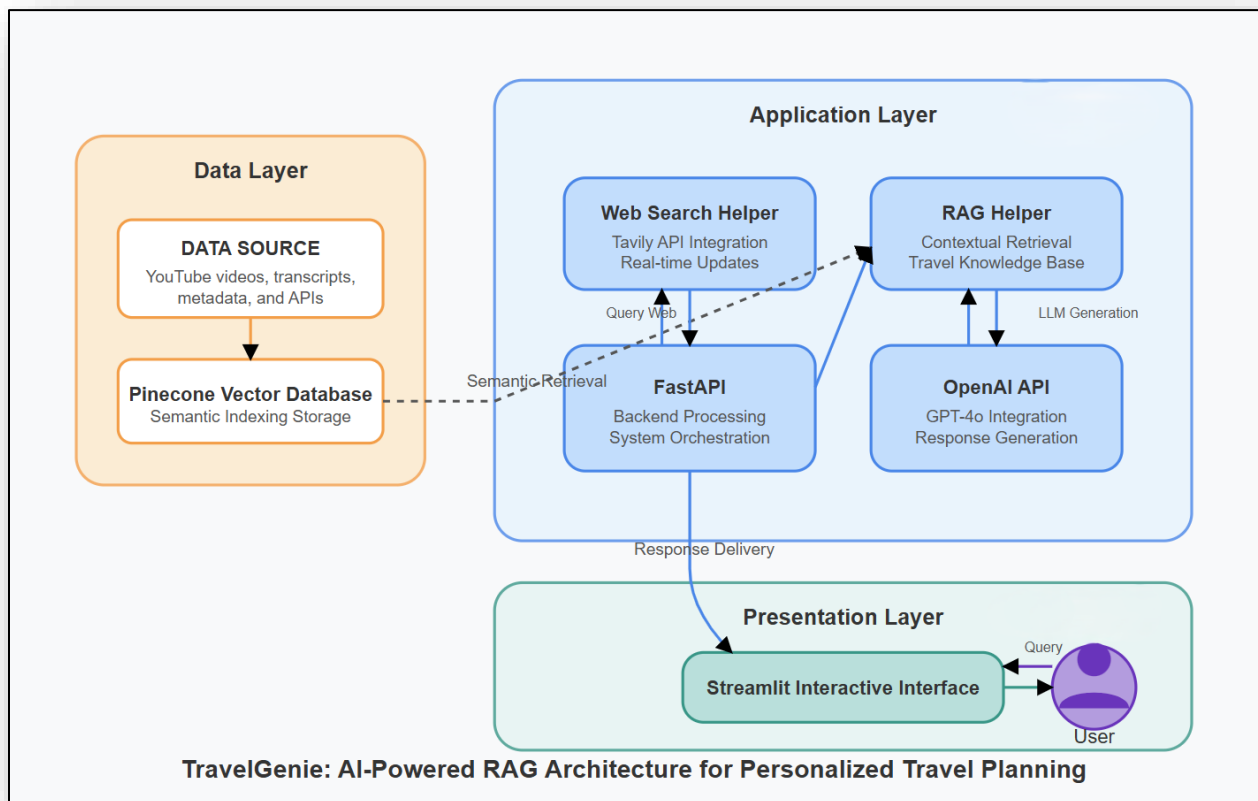 Application Layer
Data Layer
DATA SOURCE
YouTube videos, transcripts,
metadata, and APIs
Pinecone Vector Database
Semantic Indexing Storage
Semantic Retrieval
Web Search Helper
Tavily API Integration
Real-time Updates
RAG Helper
Contextual Retrieval
Travel Knowledge Base
Query Web
LLM Generation
FastAPI
Backend Processing
System Orchestration
OpenAI API
GPT-4o Integration
Response Generation
Response Delivery
Presentation Layer
Query
Streamlit Interactive Interface
User
TravelGenie: AI-Powered RAG Architecture for Personalized Travel Planning